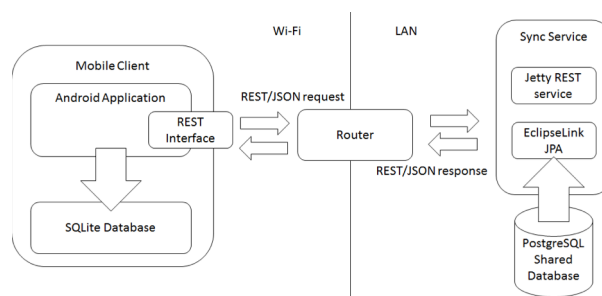 Wi-Fi
LAN
Mobile Client
Android Application
REST
Interface
SQLite Database
REST/JSON request
Router
REST/JSON response
Sync Service
Jetty REST
service
EclipseLink
JPA
PostgreSQL
Shared
Database